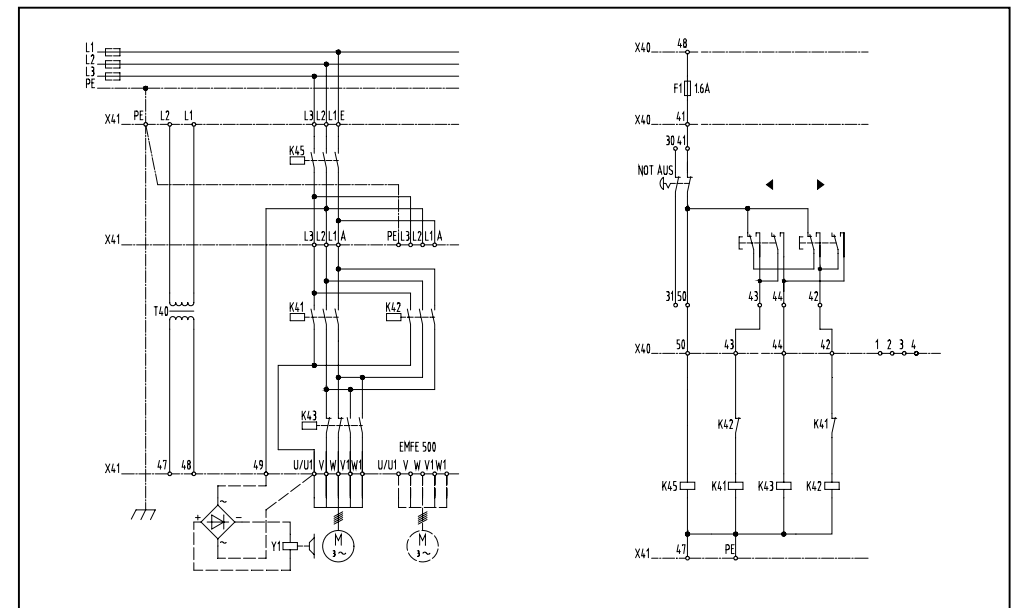 L1
L2
L3
PE
X41 PE L2 L1 L3 L2 L1 E
K45
X41 L3 L2 L1 A PE L3 L2 L1 A
T40
K41 K42
K43
EMFE 500
X41 47 48 49 U/U1 V W V1 W1 U/U1 V W V1 W1
~
+ -
~
Y1
M
3~
M
3~
X40 48
F1 1.6A
X40 41
30 41
NOT AUS
31 50 43 44 42
X40 50 43 44 42 1 2 3 4
K42 K41
K45 K41 K43 K42
X41 47 PE